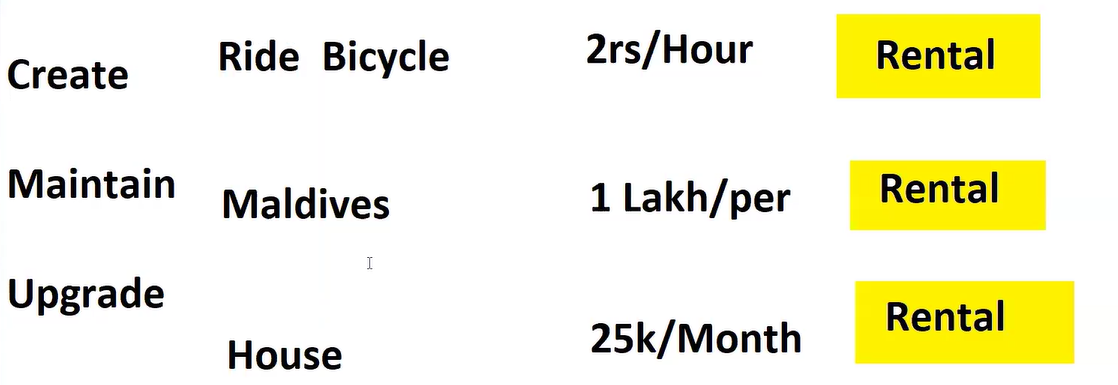 Create
Ride Bicycle
2rs/Hour
Rental
Maintain
Maldives
1 Lakh/per
Rental
Upgrade
House
25k/Month
Rental